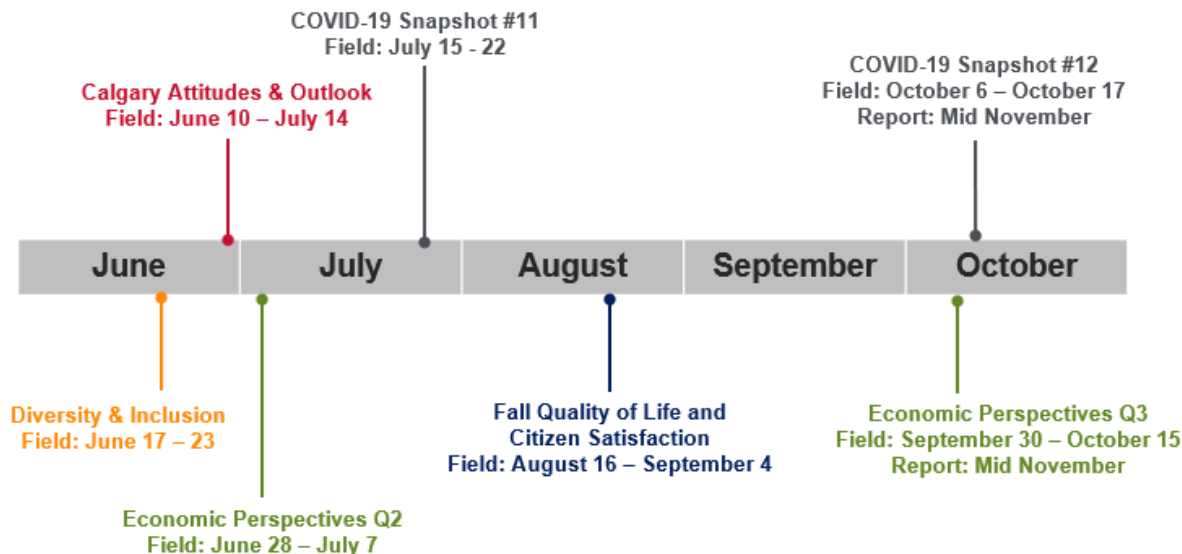 COVID-19 Snapshot #11
Field: July 15 - 22
Calgary Attitudes & Outlook
Field: June 10 – July 14
COVID-19 Snapshot #12
Field: October 6 – October 17
Report: Mid November
June
July
August
September
October
Diversity & Inclusion
Field: June 17 – 23
Economic Perspectives Q2
Field: June 28 – July 7
Fall Quality of Life and
Citizen Satisfaction
Field: August 16 – September 4
Economic Perspectives Q3
Field: September 30 – October 15
Report: Mid November